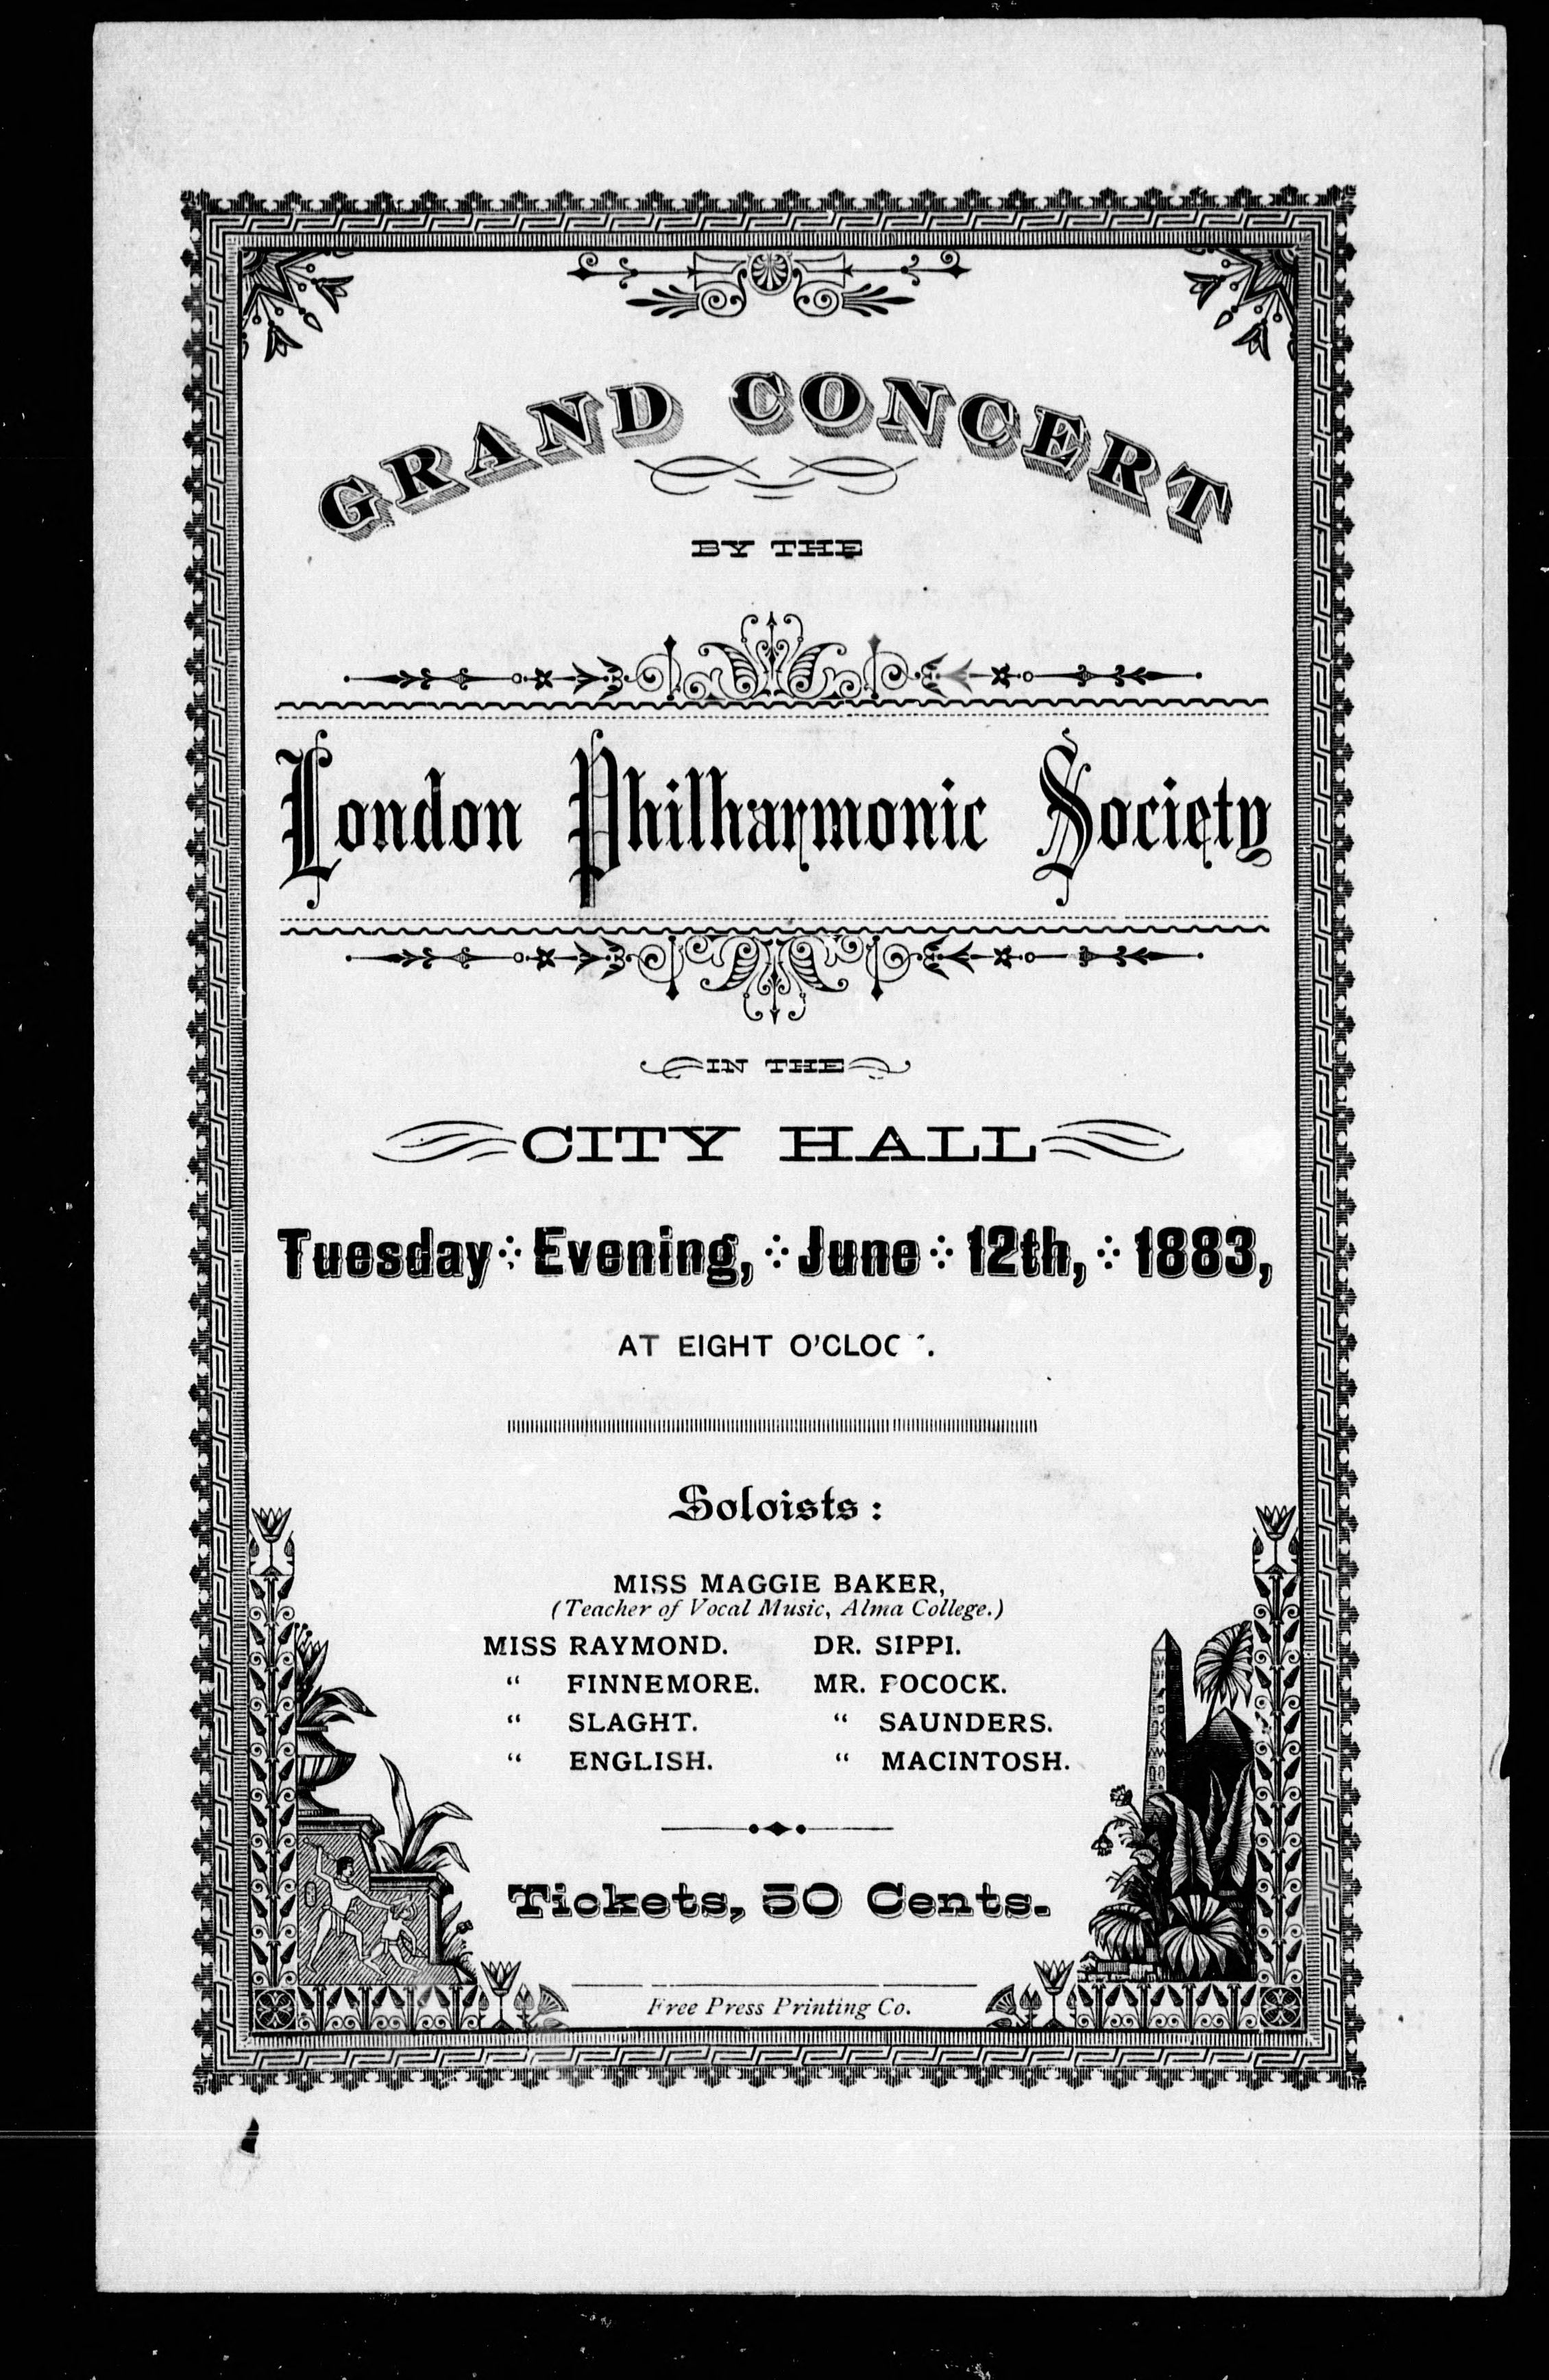 GRAND CONCERT
BY THE
London Philharmonic Society
IN THE
CITY HALL
Tuesday Evening, June 12th, 1883,
AT EIGHT O'CLOCK.
Soloists:
MISS MAGGIE BAKER,
(Teacher of Vocal Music, Alma College.)
MISS RAYMOND. DR. SIPPI.
“ FINNEMORE. MR. POCOCK.
“ SLAGHT. “ SAUNDERS.
“ ENGLISH. “ MACINTOSH.
Tickets, 50 Cents.
Free Press Printing Co.